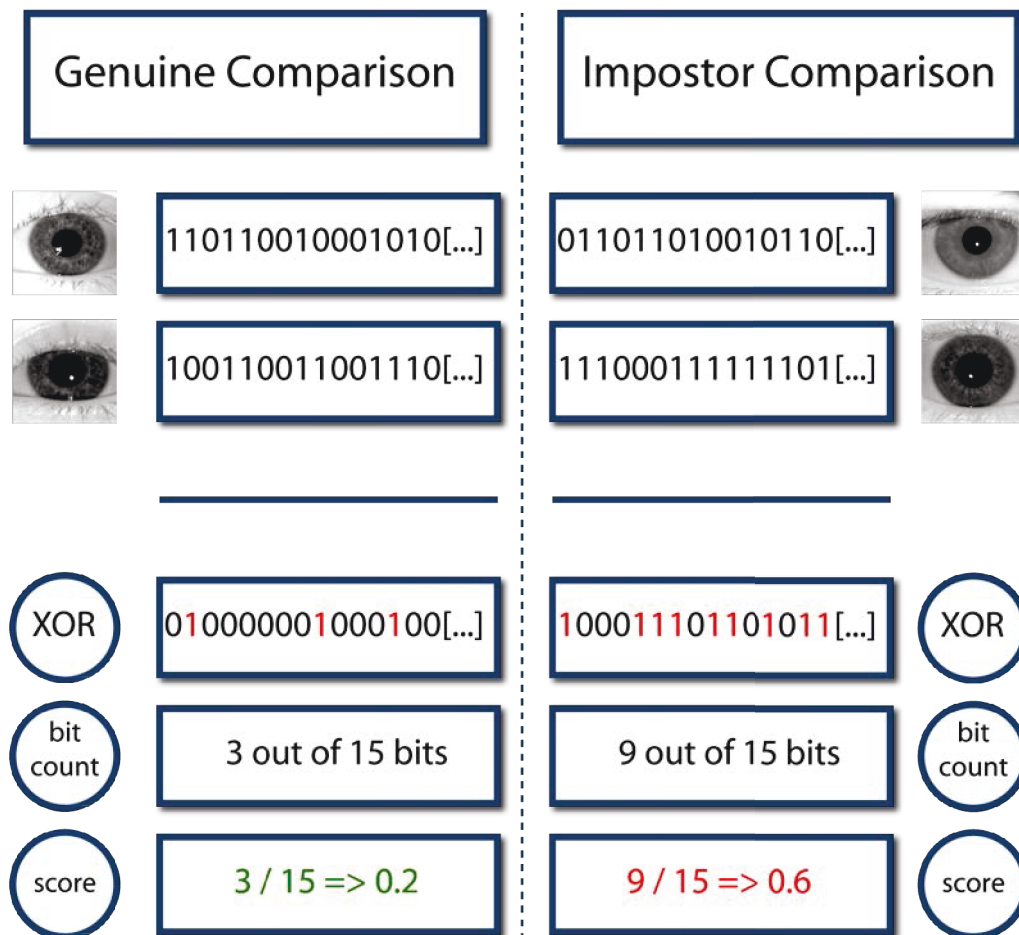 Genuine Comparison
110110010001010[...]
100110011001110[...]
XOR
010000001000100[...]
bit
count
3 out of 15 bits
score
3 / 15 => 0.2
Impostor Comparison
011011010010110[...]
111000111111101[...]
100011101101011[...]
XOR
9 out of 15 bits
bit
count
9 / 15 => 0.6
score